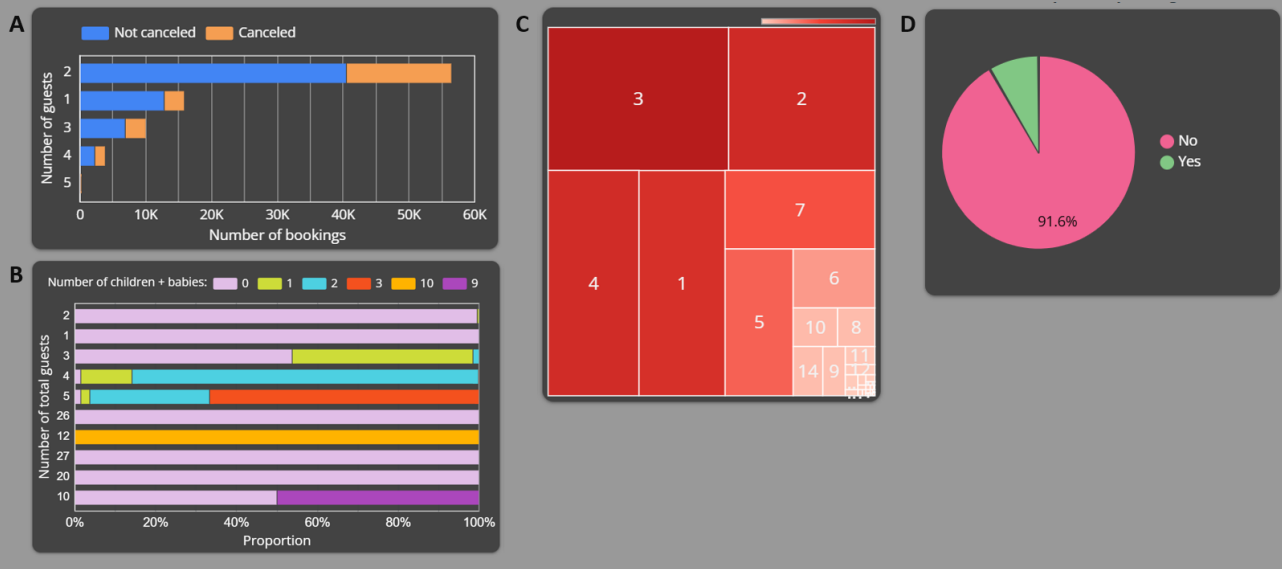 A
Not canceled Canceled
Number of guests
2
1
3
4
5
0 10K 20K 30K 40K 50K 60K
Number of bookings
B
Number of children + babies: 0 1 2 3 10 9
Number of total guests
2
1
3
4
5
26
12
27
20
10
0% 20% 40% 60% 80% 100%
Proportion
C
3 2
7
4 1
6
5
10 8
11
14 9
12
D
No
Yes
91.6%